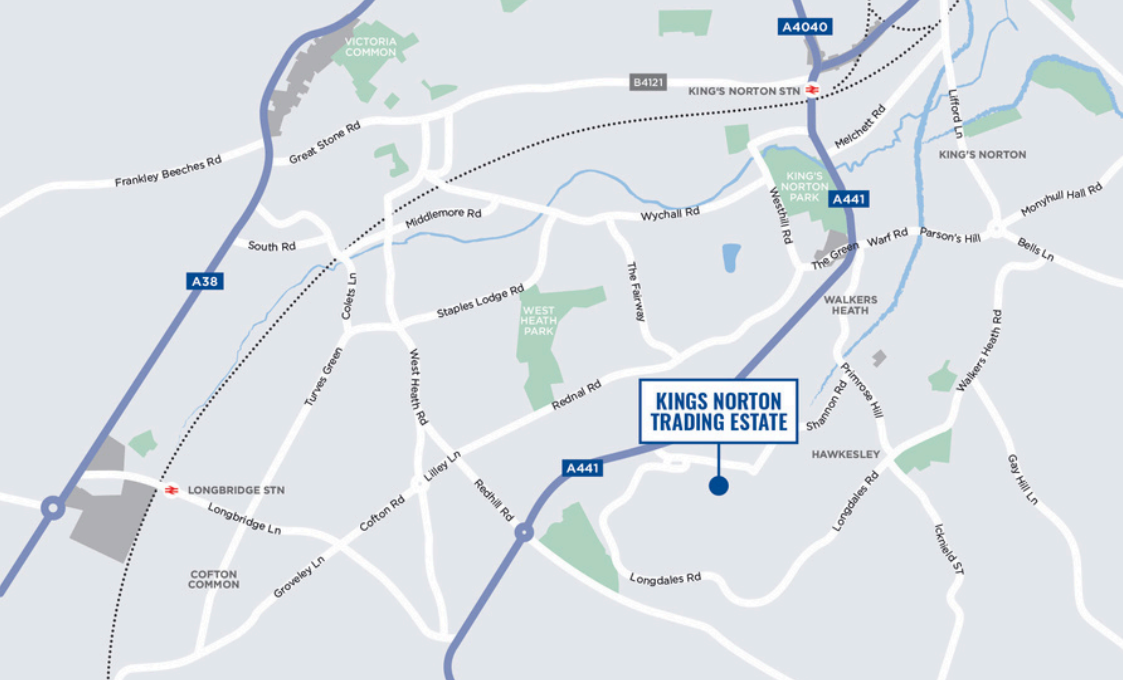 A4040
VICTORIA
COMMON
B4121
KING'S NORTON STN
Great Stone Rd
Melchett Rd
Lifford Ln
KING'S NORTON
Frankley Beeches Rd
KING'S
NORTON
PARK
Westhill Rd
A441
Monyhull Hall Rd
Middlemore Rd
Wychall Rd
South Rd
The Green
Warf Rd
Parson's Hill
Bells Ln
A38
Colets Ln
Staples Lodge Rd
The Fairway
WEST
HEATH
PARK
WALKERS
HEATH
Walkers Heath Rd
Turves Green
West Heath Rd
Rednal Rd
KINGS NORTON
TRADING ESTATE
Shannon Rd
Primrose Hill
HAWKESLEY
Lilley Ln
A441
Gay Hill Ln
LONGBRIDGE STN
Longbridge Ln
Cofton Rd
Redhill Rd
Longdales Rd
Icknield ST
COFTON
COMMON
Groveley Ln
Longdales Rd